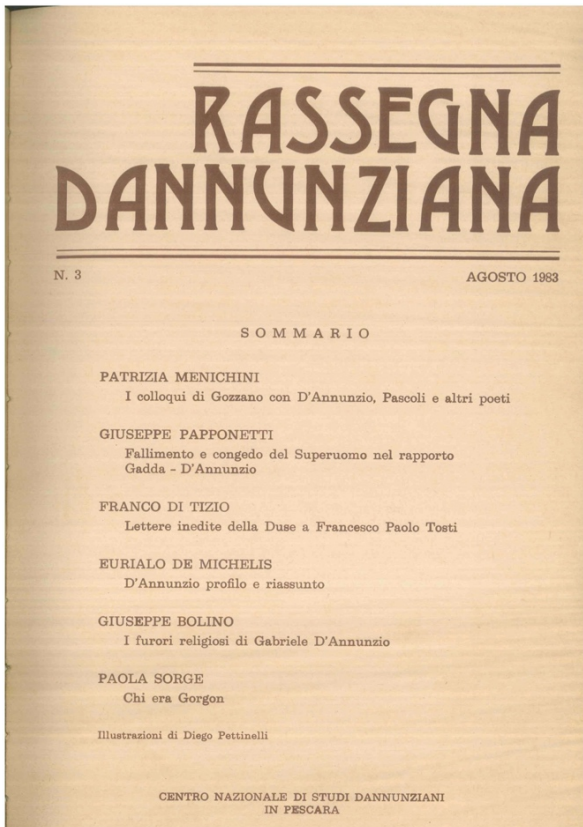 RASSEGNA
DANNUNZIANA
N. 3 AGOSTO 1983
SOMMARIO
PATRIZIA MENICHINI
I colloqui di Gozzano con D'Annunzio, Pascoli e altri poeti
GIUSEPPE PAPPONETTI
Fallimento e congedo del Superuomo nel rapporto
Gadda - D'Annunzio
FRANCO DI TIZIO
Lettere inedite della Duse a Francesco Paolo Tosti
EURIALO DE MICHELIS
D'Annunzio profilo e riassunto
GIUSEPPE BOLINO
I furori religiosi di Gabriele D'Annunzio
PAOLA SORGE
Chi era Gorgon
Illustrazioni di Diego Pettinelli
CENTRO NAZIONALE DI STUDI DANNUNZIANI
IN PESCARA